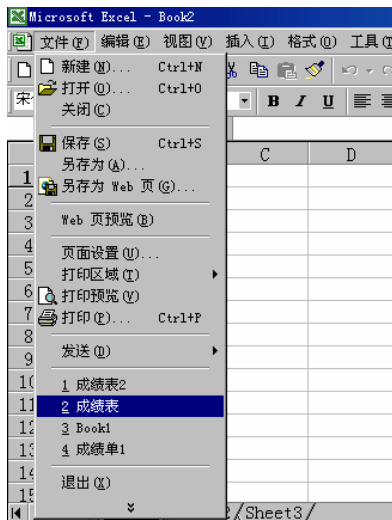 Microsoft Excel - Book2
文件(F) 编辑(E) 视图(V) 插入(I) 格式(O) 工具(T
新建(N)... Ctrl+N
打开(O)... Ctrl+O
关闭(C)
保存(S) Ctrl+S
另存为(A)...
另存为 Web 页(G)...
Web 页预览(B)
页面设置(U)...
打印区域(T)
打印预览(V)
打印(P)... Ctrl+P
发送(D)
1 成绩表2
2 成绩表
3 Book1
4 成绩单1
退出(X)
宋
B I U
C D
1
2
3
4
5
6
7
8
9
10
11
12
13
14
15
2/Sheet3/